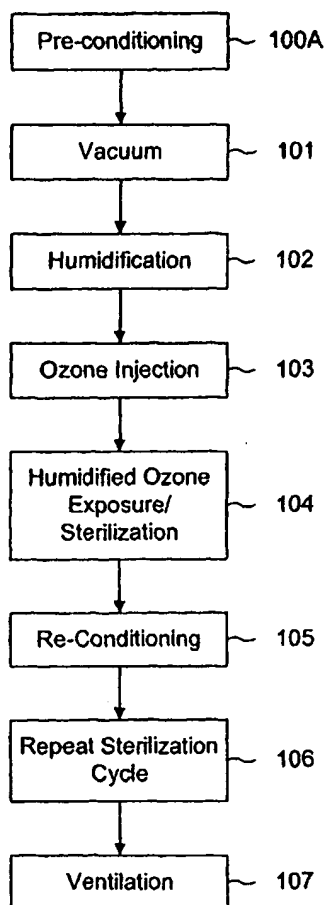 Pre-conditioning 100A
Vacuum 101
Humidification 102
Ozone Injection 103
Humidified Ozone
Exposure/ 104
Sterilization
Re-Conditioning 105
Repeat Sterilization
Cycle 106
Ventilation 107